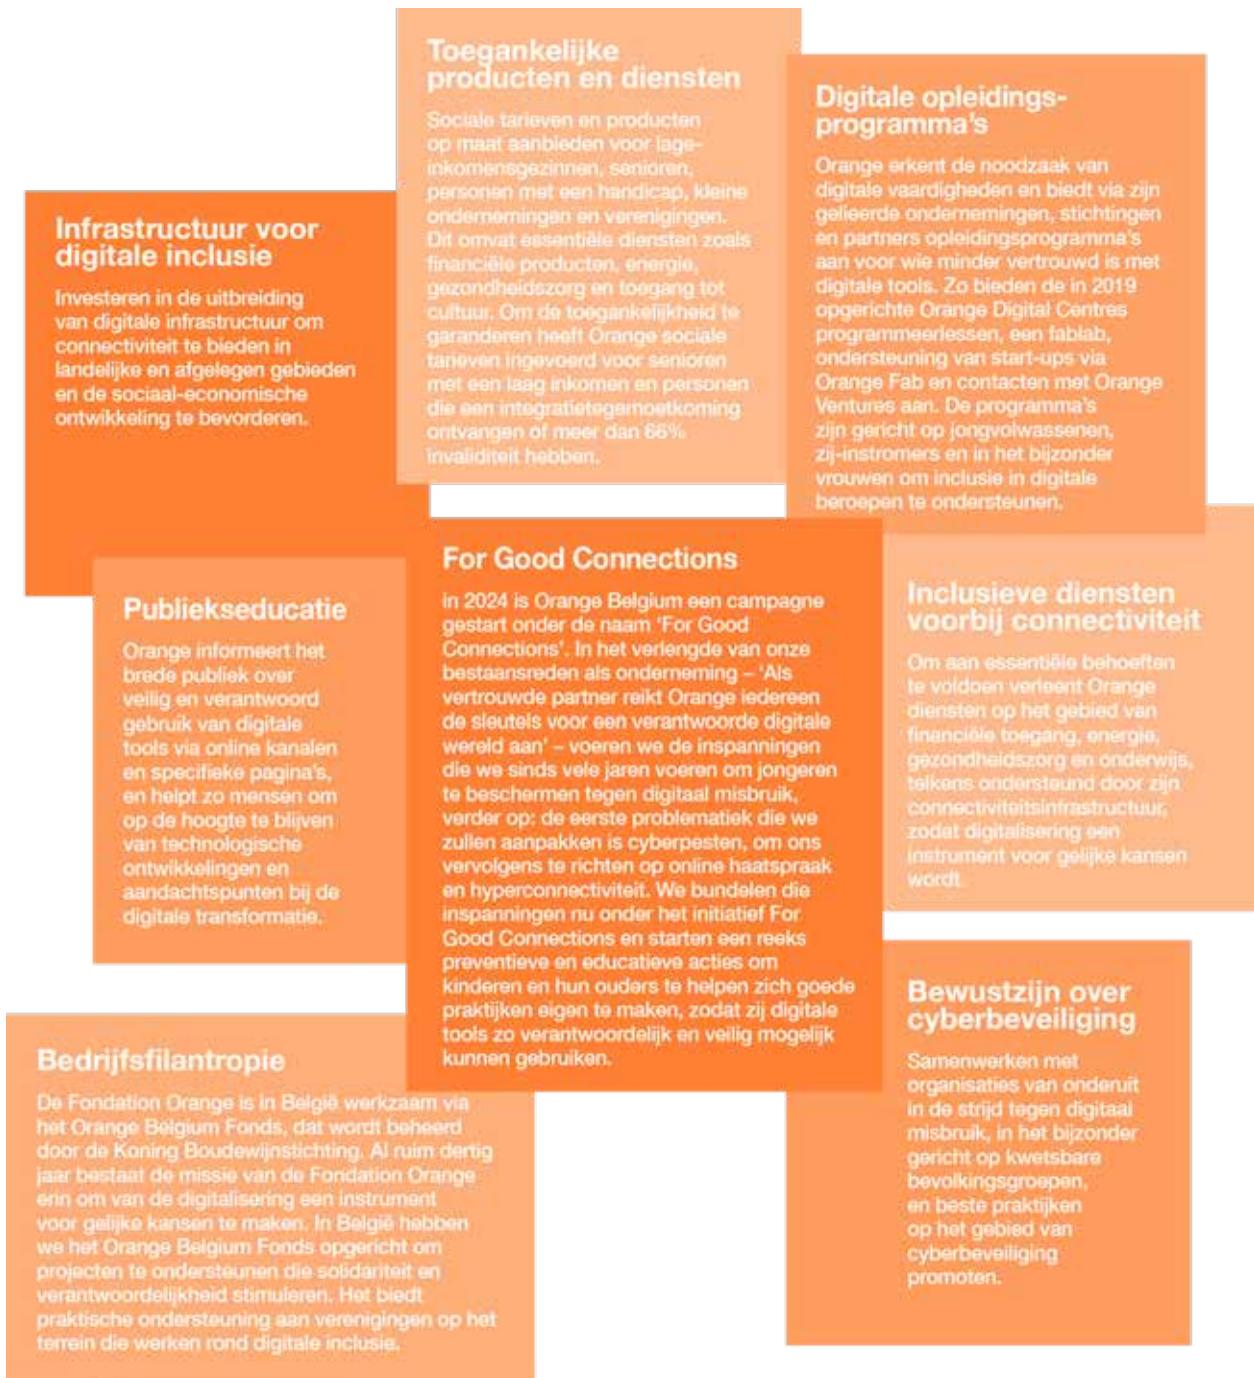 Toegankelijke
producten en diensten
Sociale tarieven en producten
op maat aanbieden voor lage-
inkomensgezinnen, senioren,
personen met een handicap, kleine
ondernemingen en verenigingen.
Dit omvat essentiële diensten zoals
financiële producten, energie,
gezondheidszorg en toegang tot
cultuur. Om de toegankelijkheid te
garanderen heeft Orange sociale
tarieven ingevoerd voor senioren
met een laag inkomen en personen
die een integratietegemoetkoming
ontvangen of meer dan 66%
invaliditeit hebben.
Digitale opleidings-
programma's
Orange erkent de noodzaak van
digitale vaardigheden en biedt via zijn
gelieerde ondernemingen, stichtingen
en partners opleidingsprogramma's
aan voor wie minder vertrouwd is met
digitale tools. Zo bieden de in 2019
opgerichte Orange Digital Centres
programmeerlessen, een fablab,
ondersteuning van start-ups via
Orange Fab en contacten met Orange
Ventures aan. De programma's
zijn gericht op jongvolwassenen,
zij-instromers en in het bijzonder
vrouwen om inclusie in digitale
beroepen te ondersteunen.
Infrastructuur voor
digitale inclusie
Investeren in de uitbreiding
van digitale infrastructuur om
connectiviteit te bieden in
landelijke en afgelegen gebieden
en de sociaal-economische
ontwikkeling te bevorderen.
For Good Connections
in 2024 is Orange Belgium een campagne
gestart onder de naam 'For Good
Connections'. In het verlengde van onze
bestaansreden als onderneming – 'Als
vertrouwde partner reikt Orange iedereen
de sleutels voor een verantwoorde digitale
wereld aan' – voeren we de inspanningen
die we sinds vele jaren voeren om jongeren
te beschermen tegen digitaal misbruik,
verder op: de eerste problematiek die we
zullen aanpakken is cyberpesten, om ons
vervolgens te richten op online haatspraak
en hyperconnectiviteit. We bundelen die
inspanningen nu onder het initiatief For
Good Connections en starten een reeks
preventieve en educatieve acties om
kinderen en hun ouders te helpen zich goede
praktijken eigen te maken, zodat zij digitale
tools zo verantwoordelijk en veilig mogelijk
kunnen gebruiken.
Publiekseducatie
Orange informeert het
brede publiek over
veilig en verantwoord
gebruik van digitale
tools via online kanalen
en specifieke pagina's,
en helpt zo mensen om
op de hoogte te blijven
van technologische
ontwikkelingen en
aandachtspunten bij de
digitale transformatie.
Inclusieve diensten
voorbij connectiviteit
Om aan essentiële behoeften
te voldoen verleent Orange
diensten op het gebied van
financiële toegang, energie,
gezondheidszorg en onderwijs,
telkens ondersteund door zijn
connectiviteitsinfrastructuur,
zodat digitalisering een
instrument voor gelijke kansen
wordt.
Bewustzijn over
cyberbeveiliging
Samenwerken met
organisaties van onderuit
in de strijd tegen digitaal
misbruik, in het bijzonder
gericht op kwetsbare
bevolkingsgroepen,
en beste praktijken
op het gebied van
cyberbeveiliging
promoten.
Bedrijfsfilantropie
De Fondation Orange is in België werkzaam via
het Orange Belgium Fonds, dat wordt beheerd
door de Koning Boudewijnstichting. Al ruim dertig
jaar bestaat de missie van de Fondation Orange
erin om van de digitalisering een instrument
voor gelijke kansen te maken. In België hebben
we het Orange Belgium Fonds opgericht om
projecten te ondersteunen die solidariteit en
verantwoordelijkheid stimuleren. Het biedt
praktische ondersteuning aan verenigingen op het
terrein die werken rond digitale inclusie.